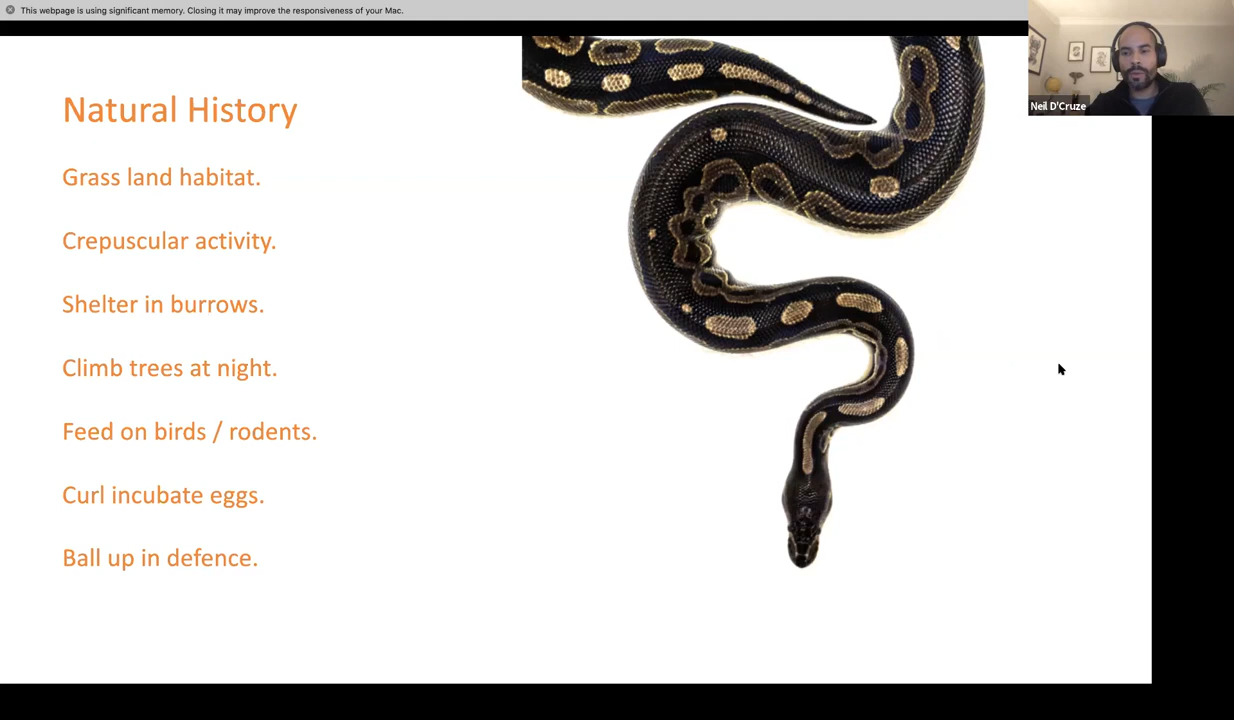 This webpage is using significant memory. Closing it may improve the responsiveness of your Mac.
Neil D'Cruze
Natural History
Grass land habitat.
Crepuscular activity.
Shelter in burrows.
Climb trees at night.
Feed on birds / rodents.
Curl incubate eggs.
Ball up in defence.